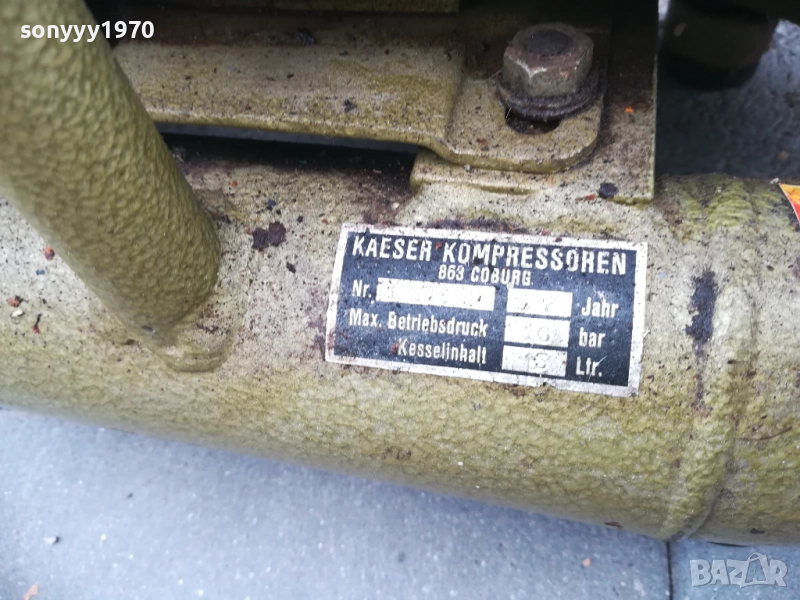 sonyyy1970
KAESER KOMPRESSOREN
863 COBURG
Nr. Jahr
Max. Betriebsdruck bar
Kesselinhalt Ltr.
BAZAR